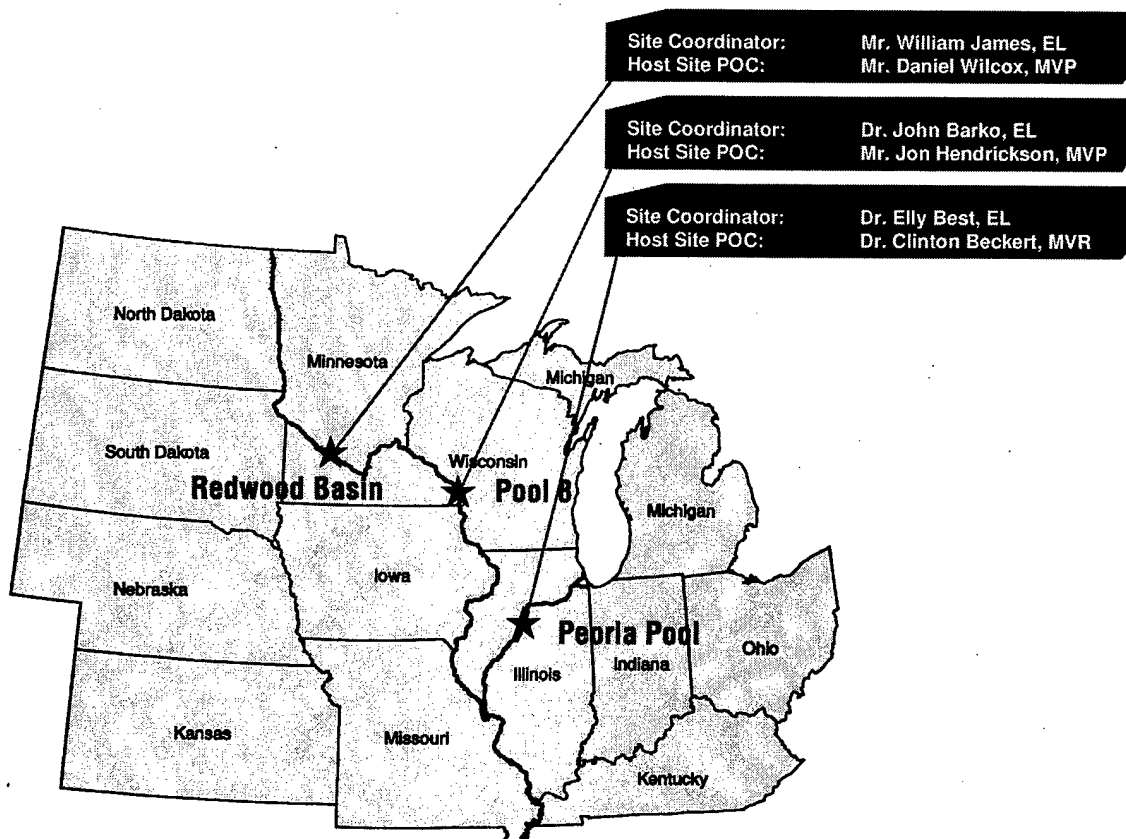 Site Coordinator: Mr. William James, EL
Host Site POC: Mr. Daniel Wilcox, MVP
Site Coordinator: Dr. John Barko, EL
Host Site POC: Mr. Jon Hendrickson, MVP
Site Coordinator: Dr. Elly Best, EL
Host Site POC: Dr. Clinton Beckert, MVR
North Dakota
Minnesota
Michigan
South Dakota
Wisconsin
Redwood Basin
Pool 8
Michigan
Nebraska
Iowa
Peoria Pool
Ohio
Illinois
Indiana
Kansas
Missouri
Kentucky